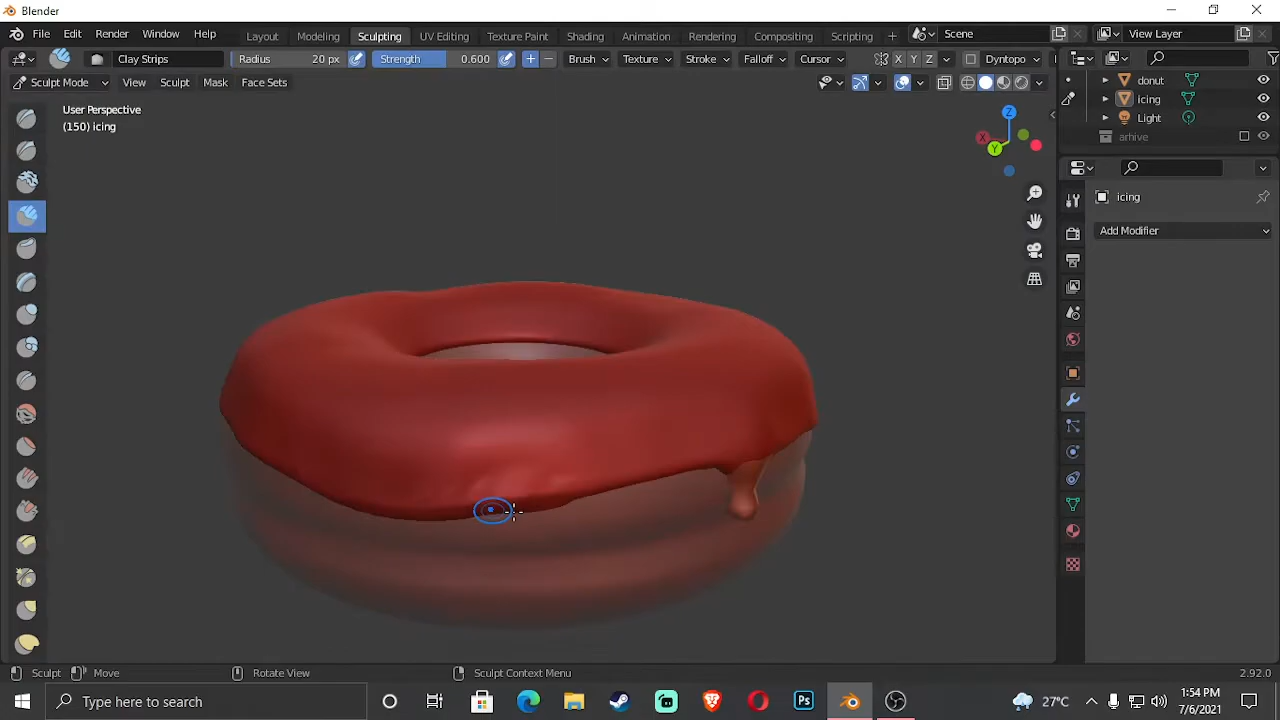 Blender
File Edit Render Window Help Layout Modeling Sculpting UV Editing Texture Paint Shading Animation Rendering Compositing Scripting + Scene View Layer
Clay Strips Radius 20 px Strength 0.600 + − Brush Texture Stroke Falloff Cursor X Y Z Dyntopo
Sculpt Mode View Sculpt Mask Face Sets
donut
icing
Light
arhive
User Perspective
(150) icing
Z
X
Y
icing
Add Modifier
Sculpt Move Rotate View Sculpt Context Menu 2.92.0
Type here to search
Ps
27°C
1:54 PM
7/6/2021